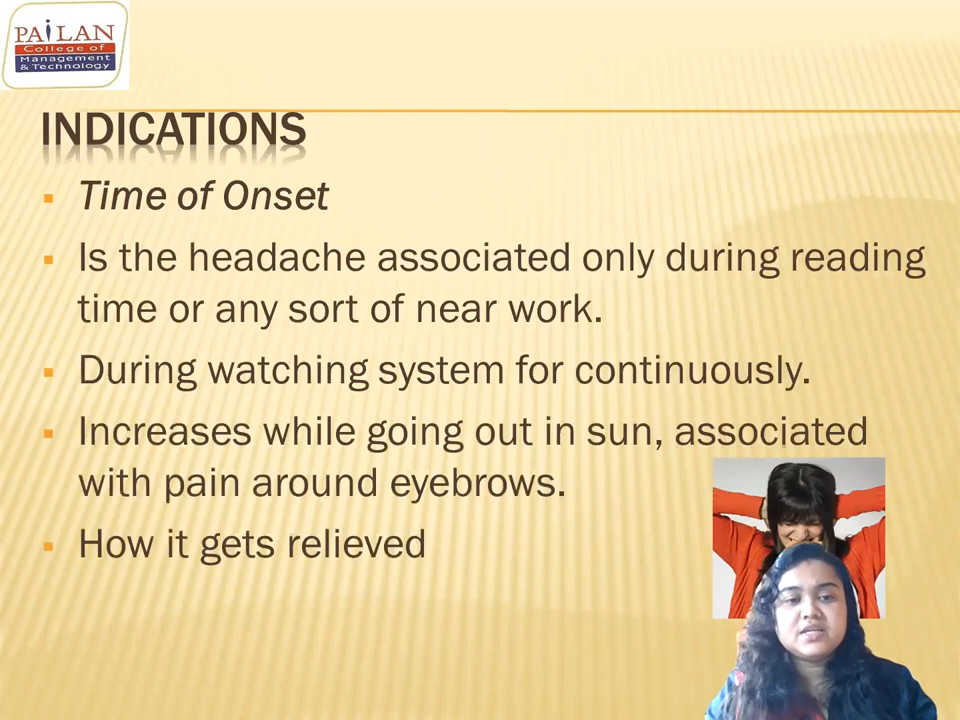 PAiLAN
College of
Management
& Technology
INDICATIONS
Time of Onset
Is the headache associated only during reading
time or any sort of near work.
During watching system for continuously.
Increases while going out in sun, associated
with pain around eyebrows.
How it gets relieved